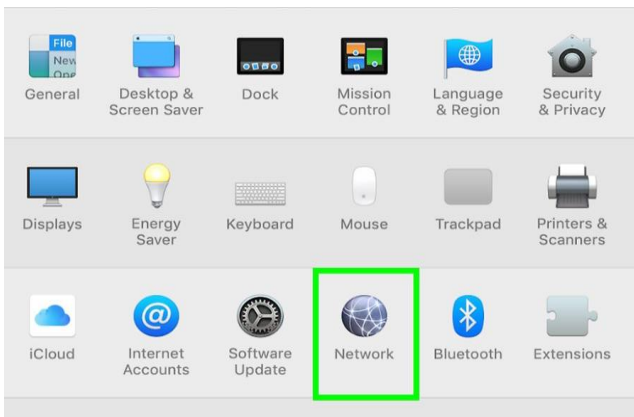 File
New
Ope
General
Desktop &
Screen Saver
Dock
Mission
Control
Language
& Region
Security
& Privacy
Displays
Energy
Saver
Keyboard
Mouse
Trackpad
Printers &
Scanners
iCloud
@
Internet
Accounts
Software
Update
Network
Bluetooth
Extensions